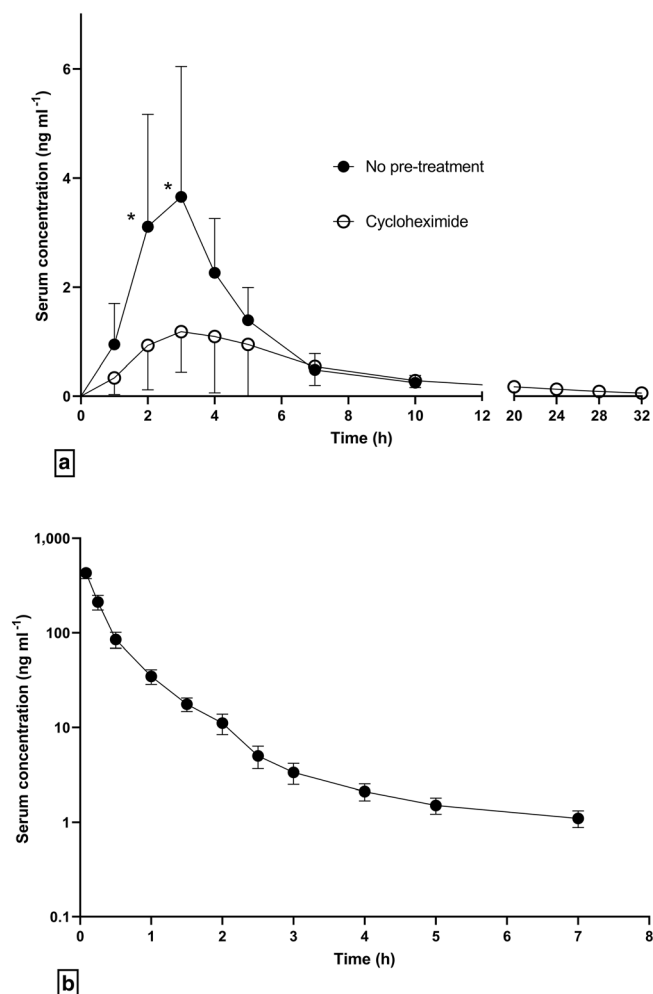 Serum concentration (ng ml⁻¹)
6
4
2
0
*
*
No pre-treatment
Cycloheximide
0 2 4 6 8 10 12 20 24 28 32
Time (h)
a
Serum concentration (ng ml⁻¹)
1,000
100
10
1
0.1
0 1 2 3 4 5 6 7 8
Time (h)
b